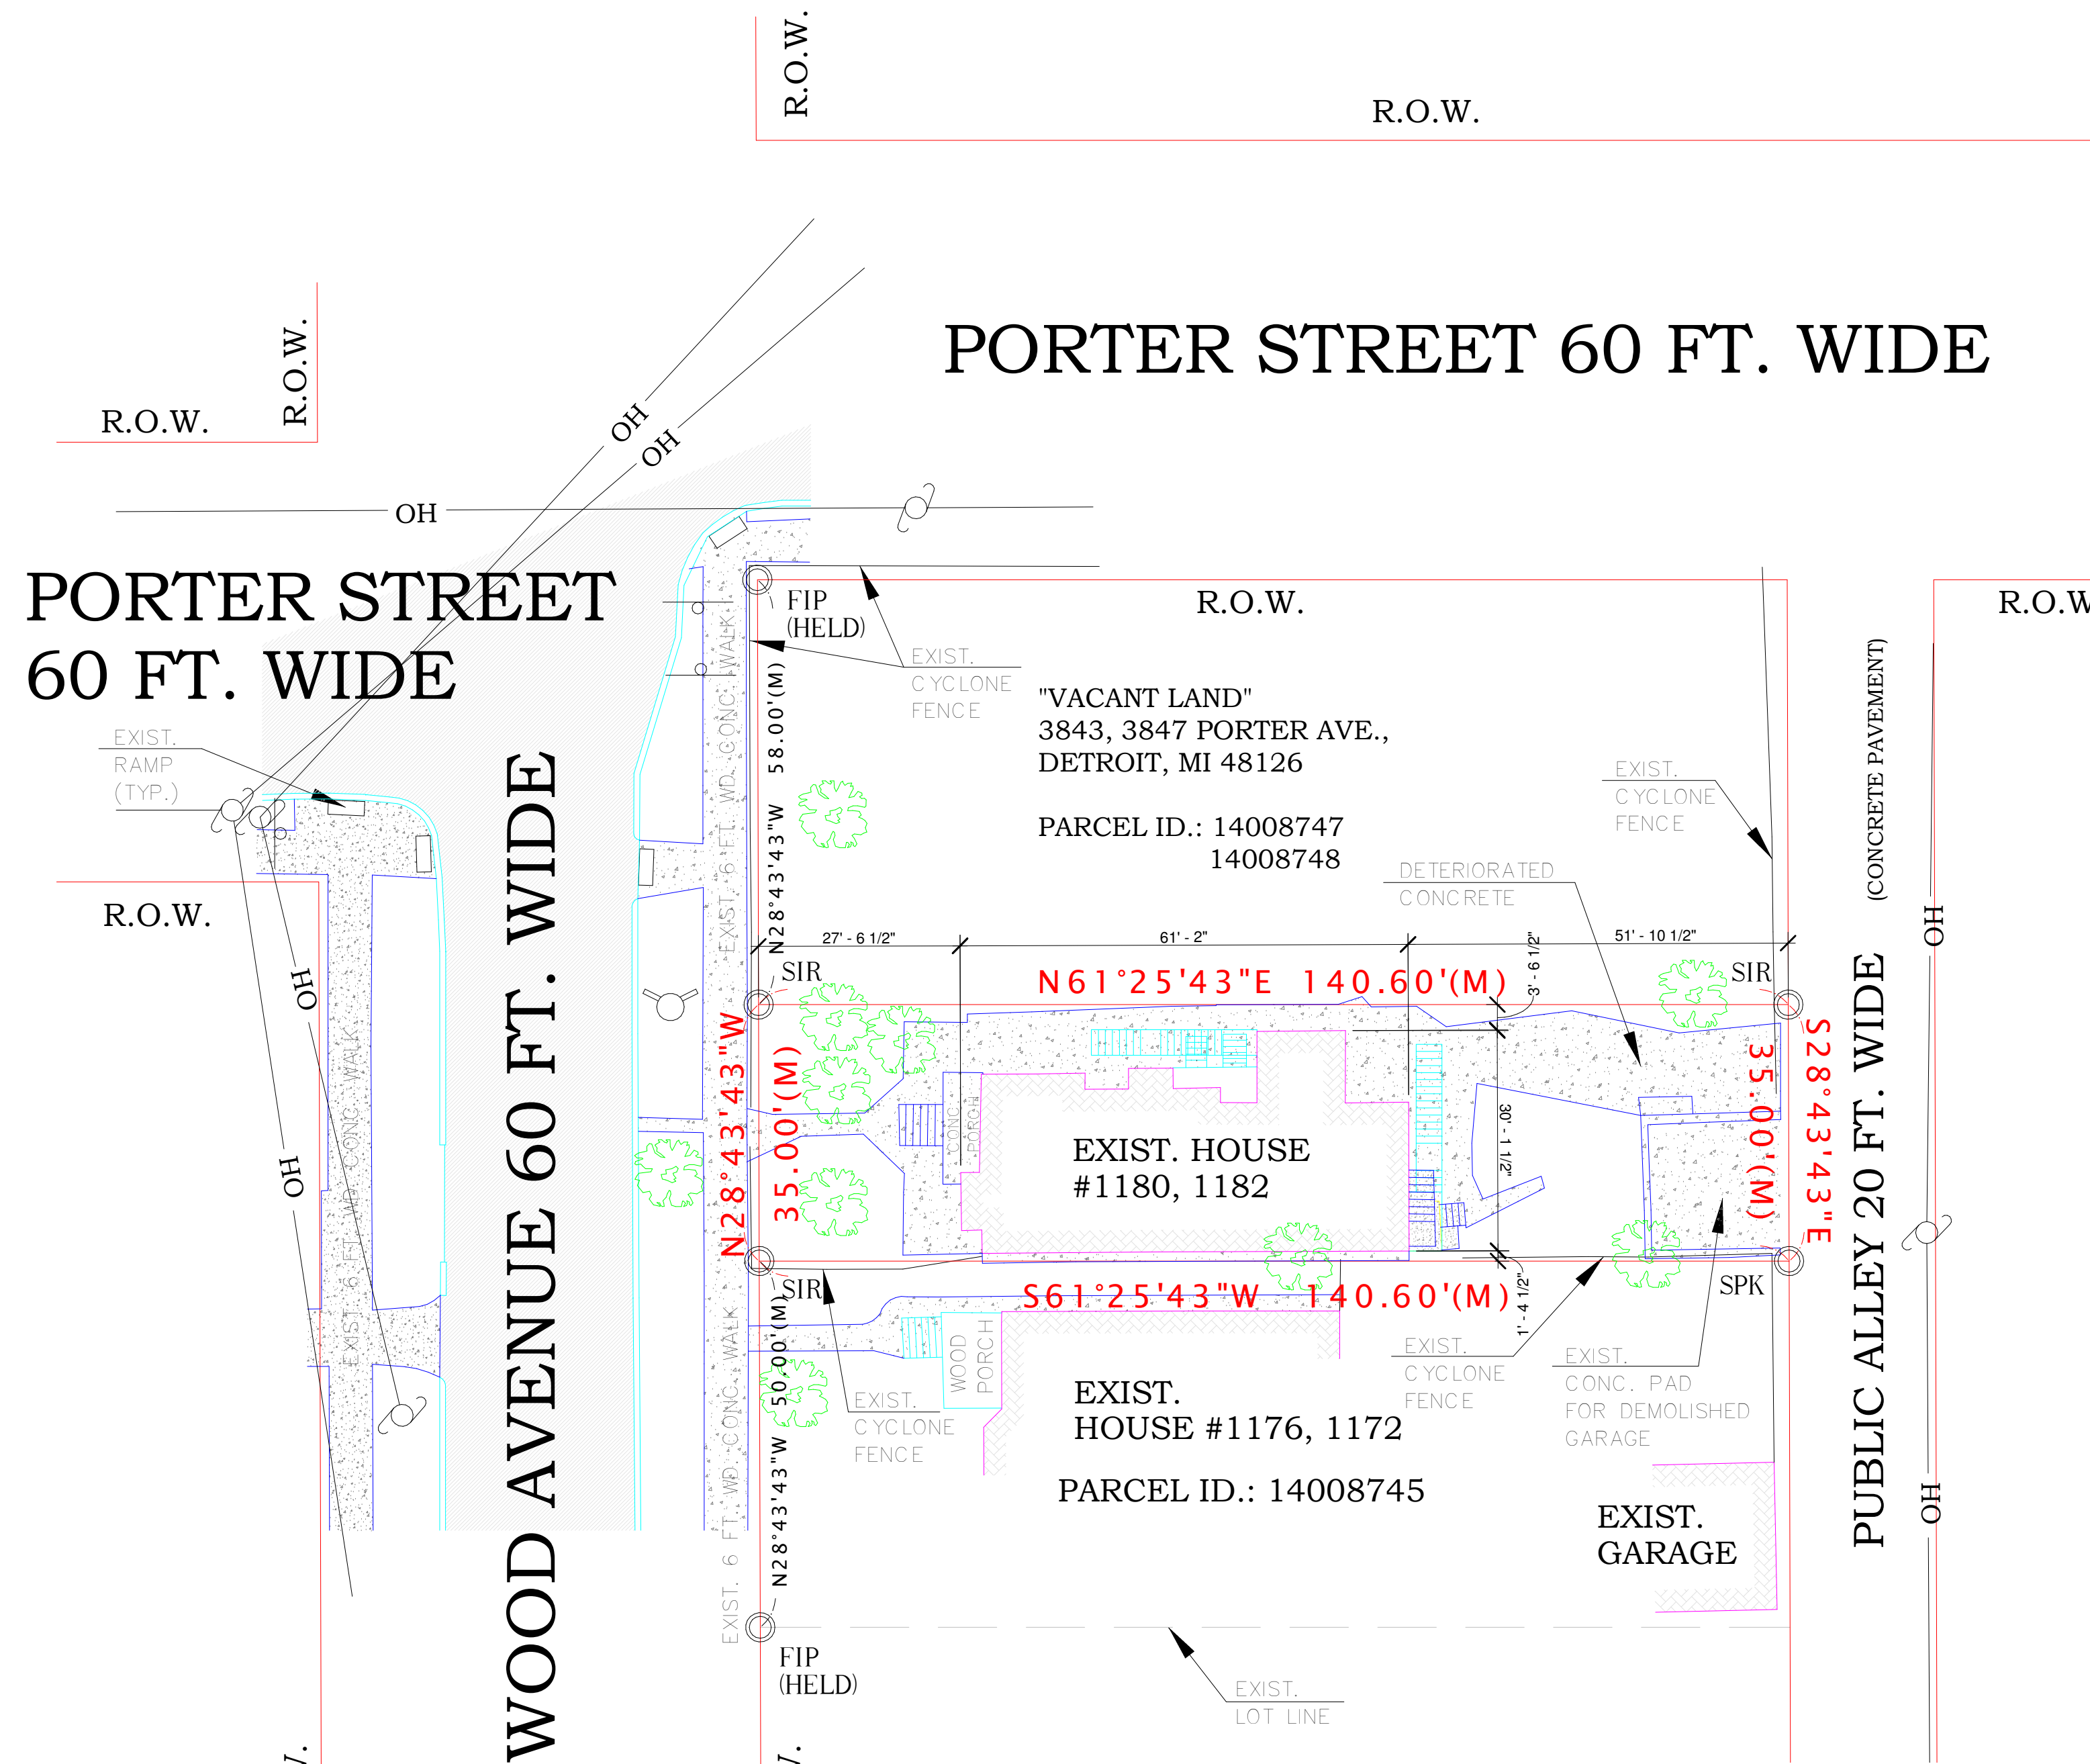 R.O.W.
R.O.W.
PORTER STREET 60 FT. WIDE
R.O.W.
R.O.W.
OH
OH
OH
PORTER STREET
60 FT. WIDE
FIP
(HELD)
R.O.W.
R.O.W
EXIST.
CYCLONE
FENCE
"VACANT LAND"
3843, 3847 PORTER AVE.,
DETROIT, MI 48126
PARCEL ID.: 14008747
14008748
EXIST.
RAMP
(TYP.)
EXIST.
CYCLONE
FENCE
(CONCRETE PAVEMENT)
N28°43'43"W 58.00'(M)
EXIST. 6 FT. WD. CONC. WALK
DETERIORATED
CONCRETE
R.O.W.
27' - 6 1/2"
61' - 2"
51' - 10 1/2"
3' - 6 1/2"
OH
SIR
N61°25'43"E 140.60'(M)
SIR
OH
OH
N28°43'43"W
35.00'(M)
S28°43'43"E
35.00'(M)
CONC.
PORCH
EXIST. HOUSE
#1180, 1182
30' - 1 1/2"
EXIST. 6 FT. WD. CONC. WALK
WOOD AVENUE 60 FT. WIDE
PUBLIC ALLEY 20 FT. WIDE
SIR
S61°25'43"W 140.60'(M)
1' - 4 1/2"
SPK
WOOD
PORCH
EXIST.
CYCLONE
FENCE
EXIST.
CONC. PAD
FOR DEMOLISHED
GARAGE
EXIST.
CYCLONE
FENCE
EXIST.
HOUSE #1176, 1172
PARCEL ID.: 14008745
N28°43'43"W 50.00'(M)
EXIST. 6 FT. WD. CONC. WALK
EXIST.
GARAGE
OH
FIP
(HELD)
EXIST.
LOT LINE